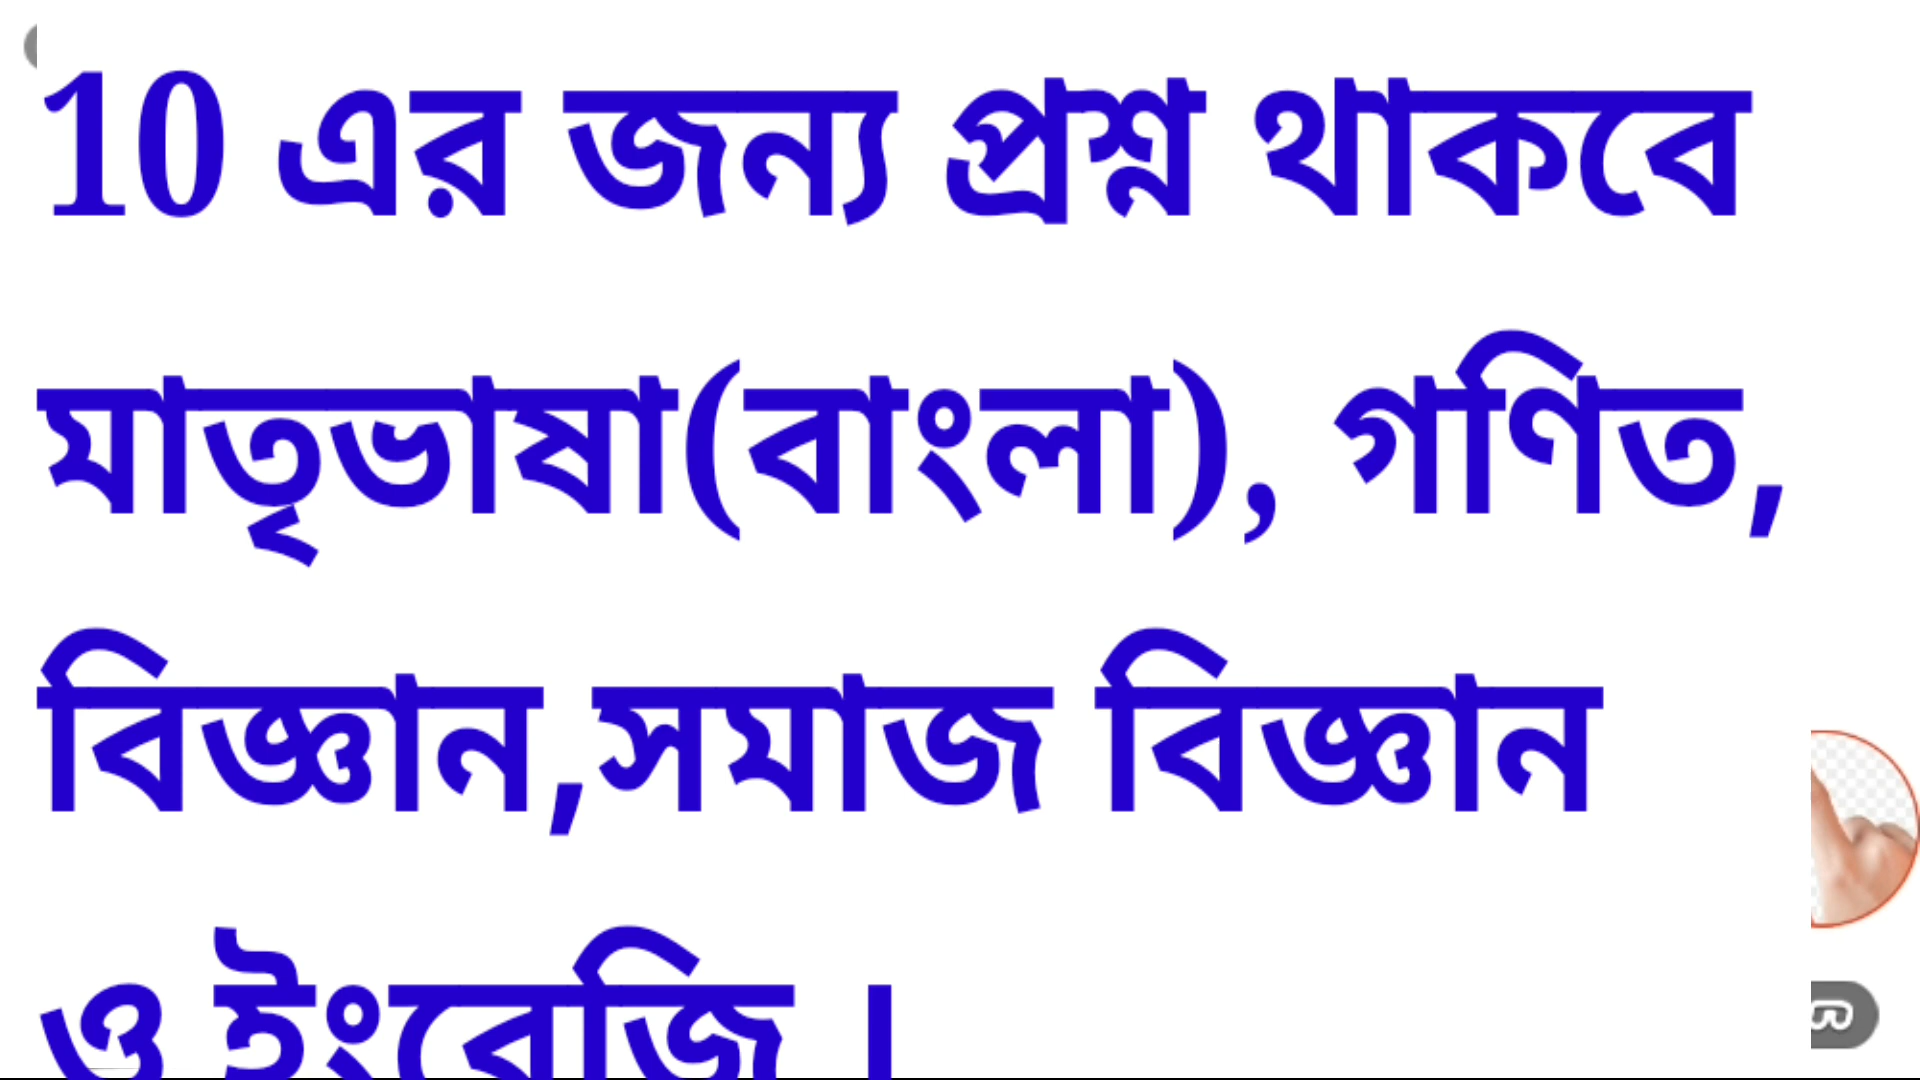 10 এর জন্য প্রশ্ন থাকবে
মাতৃভাষা(বাংলা), গণিত,
বিজ্ঞান,সমাজ বিজ্ঞান
ও ইংরেজি ।